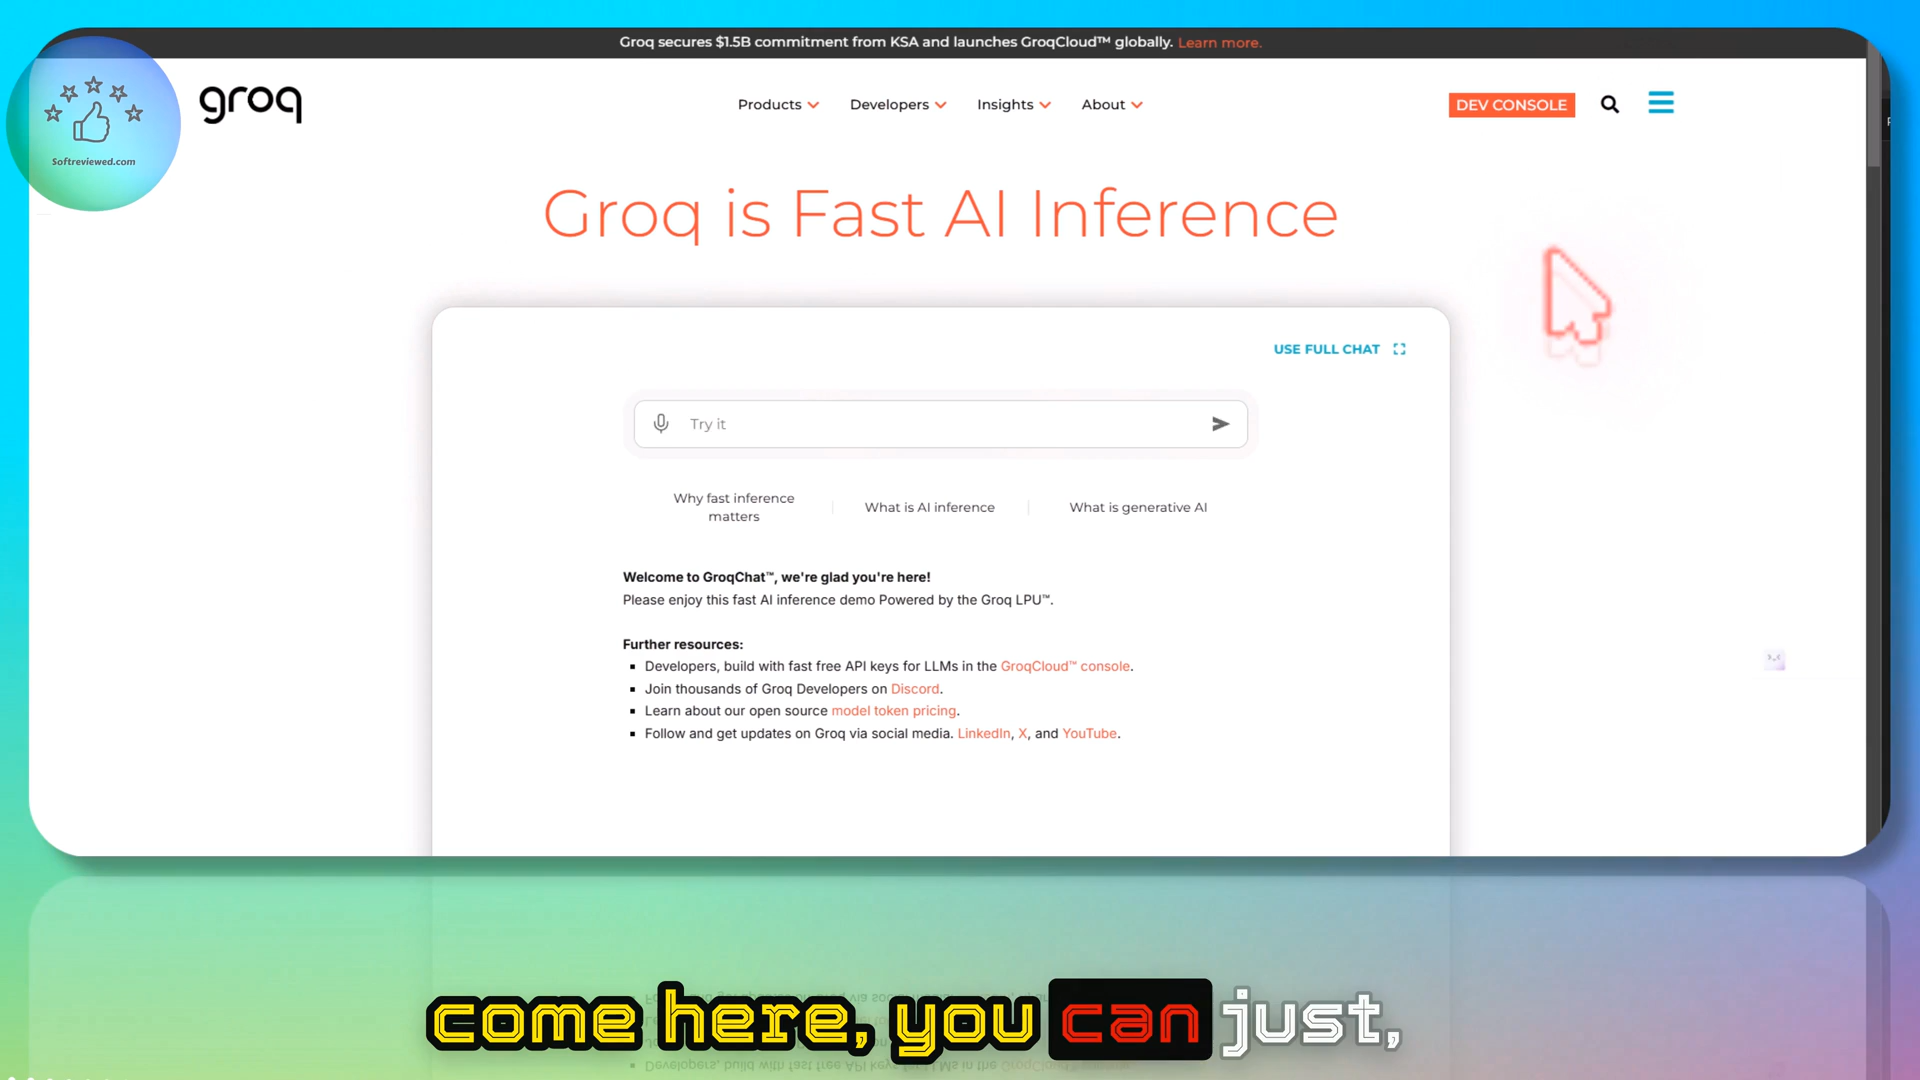 Groq secures $1.5B commitment from KSA and launches GroqCloud™ globally. Learn more.
Softreviewed.com
groq
Products
Developers
Insights
About
DEV CONSOLE
Groq is Fast AI Inference
USE FULL CHAT
Try it
Why fast inference
matters
What is AI inference
What is generative AI
Welcome to GroqChat™, we're glad you're here!
Please enjoy this fast AI inference demo Powered by the Groq LPU™.
Further resources:
Developers, build with fast free API keys for LLMs in the GroqCloud™ console.
Join thousands of Groq Developers on Discord.
Learn about our open source model token pricing.
Follow and get updates on Groq via social media. LinkedIn, X, and YouTube.
come here, you can just,